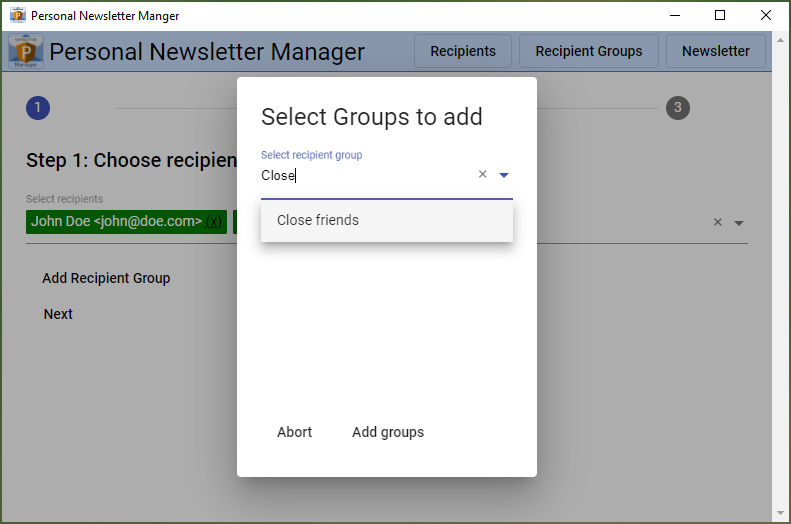 Personal Newsletter Manger
Personal Newsletter Manager
Recipients
Recipient Groups
Newsletter
1
3
Step 1: Choose recipien
Select recipients
John Doe <john@doe.com> (x)
Add Recipient Group
Next
Select Groups to add
Select recipient group
Close
Close friends
Abort
Add groups